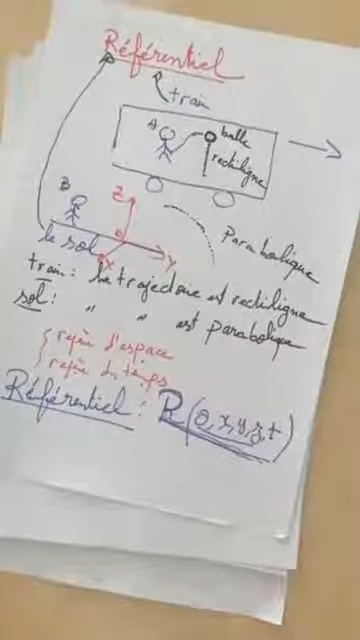 Référentiel
train
A
balle
rectiligne
B
Z
O
Y
X
le sol
Parabolique
train : La trajectoire est rectiligne
sol : " " est parabolique
{ repère d'espace
{ repère du temps
Référentiel : R(O, x, y, z, t)